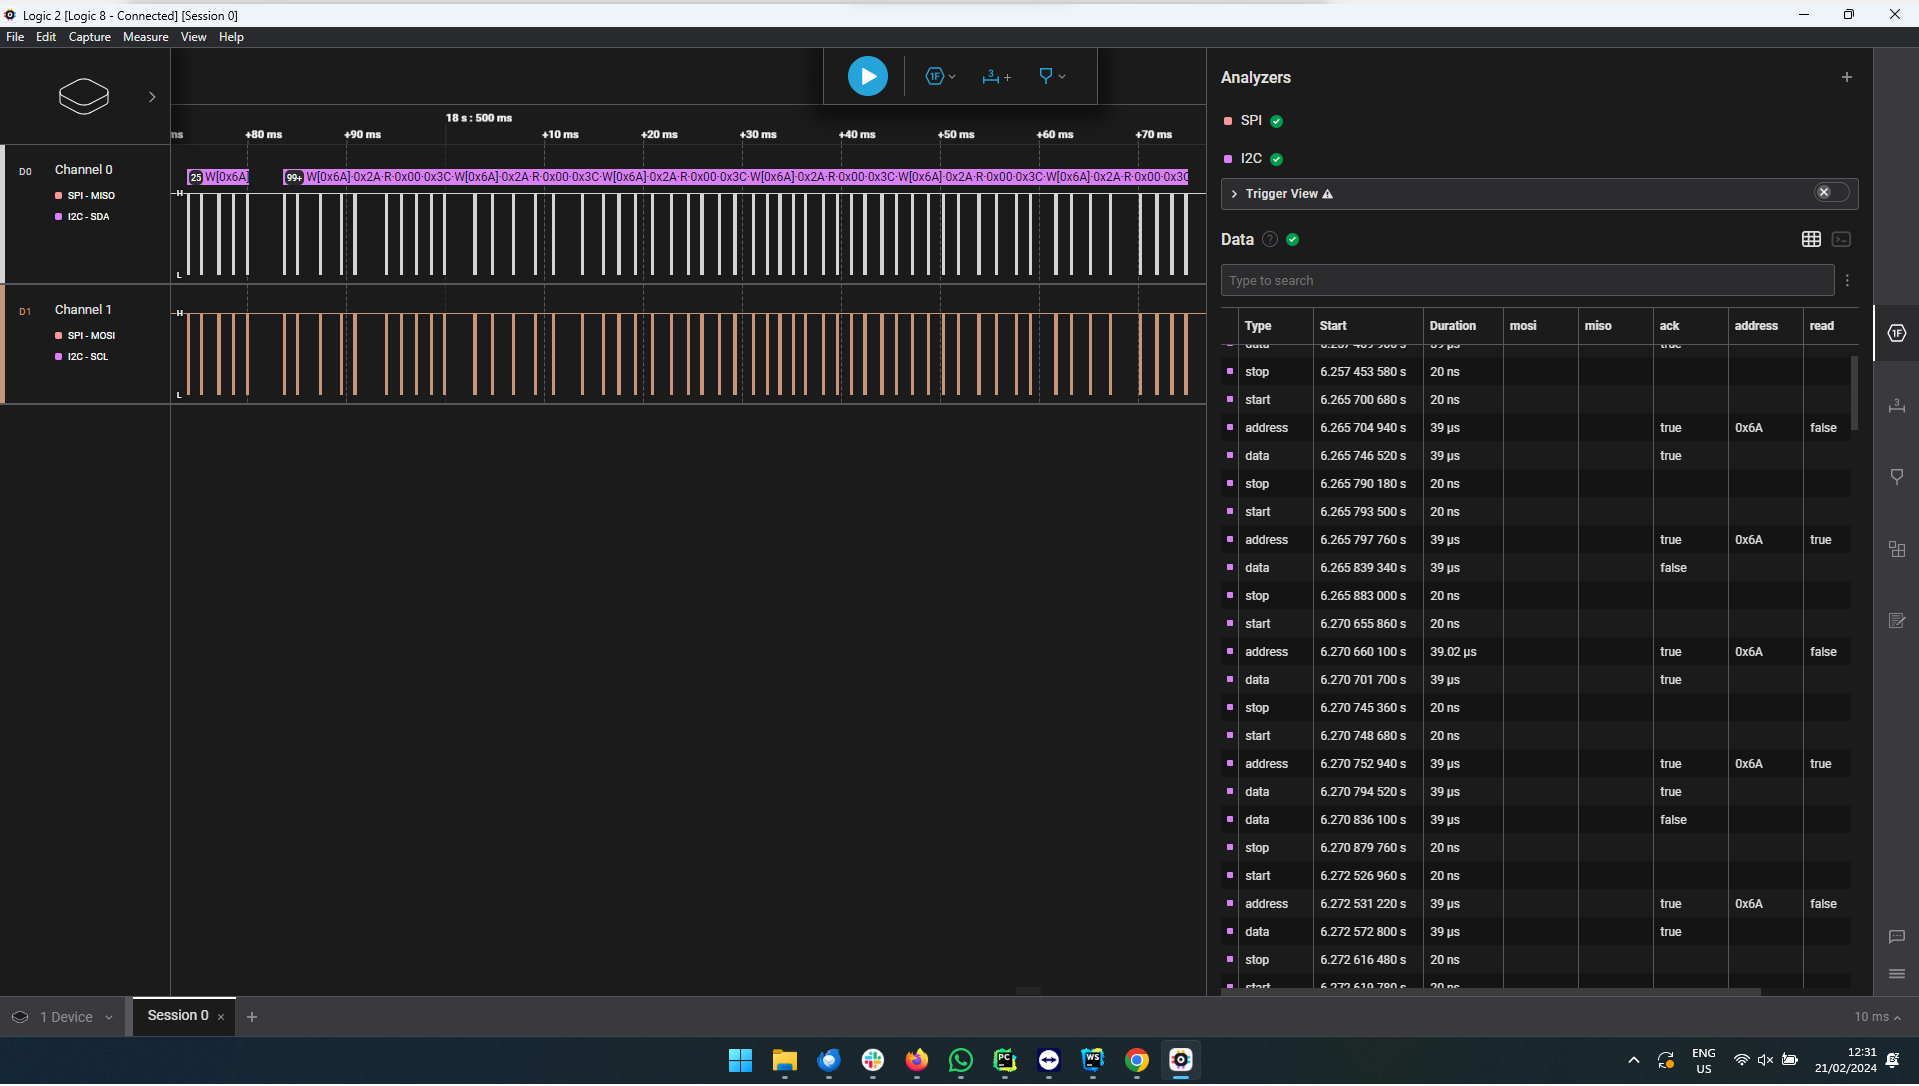 Logic 2 [Logic 8 - Connected] [Session 0]
File Edit Capture Measure View Help
1F
3
18 s : 500 ms
ms +80 ms +90 ms +10 ms +20 ms +30 ms +40 ms +50 ms +60 ms +70 ms
D0 Channel 0
SPI - MISO
I2C - SDA
25 W[0x6A]
99+ W[0x6A]·0x2A·R·0x00·0x3C·W[0x6A]·0x2A·R·0x00·0x3C·W[0x6A]·0x2A·R·0x00·0x3C·W[0x6A]·0x2A·R·0x00·0x3C·W[0x6A]·0x2A·R·0x00·0x3C·W[0x6A]·0x2A·R·0x00·0x3C
H
L
D1 Channel 1
SPI - MOSI
I2C - SCL
H
L
Analyzers
SPI
I2C
Trigger View
Data
Type to search
Type Start Duration mosi miso ack address read
stop 6.257 453 580 s 20 ns
start 6.265 700 680 s 20 ns
address 6.265 704 940 s 39 µs true 0x6A false
data 6.265 746 520 s 39 µs true
stop 6.265 790 180 s 20 ns
start 6.265 793 500 s 20 ns
address 6.265 797 760 s 39 µs true 0x6A true
data 6.265 839 340 s 39 µs false
stop 6.265 883 000 s 20 ns
start 6.270 655 860 s 20 ns
address 6.270 660 100 s 39.02 µs true 0x6A false
data 6.270 701 700 s 39 µs true
stop 6.270 745 360 s 20 ns
start 6.270 748 680 s 20 ns
address 6.270 752 940 s 39 µs true 0x6A true
data 6.270 794 520 s 39 µs true
data 6.270 836 100 s 39 µs false
stop 6.270 879 760 s 20 ns
start 6.272 526 960 s 20 ns
address 6.272 531 220 s 39 µs true 0x6A false
data 6.272 572 800 s 39 µs true
stop 6.272 616 480 s 20 ns
start 6.272 619 780 s 20 ns
1F
3
1 Device
Session 0
10 ms
PC
WS
ENG
US
12:31
21/02/2024